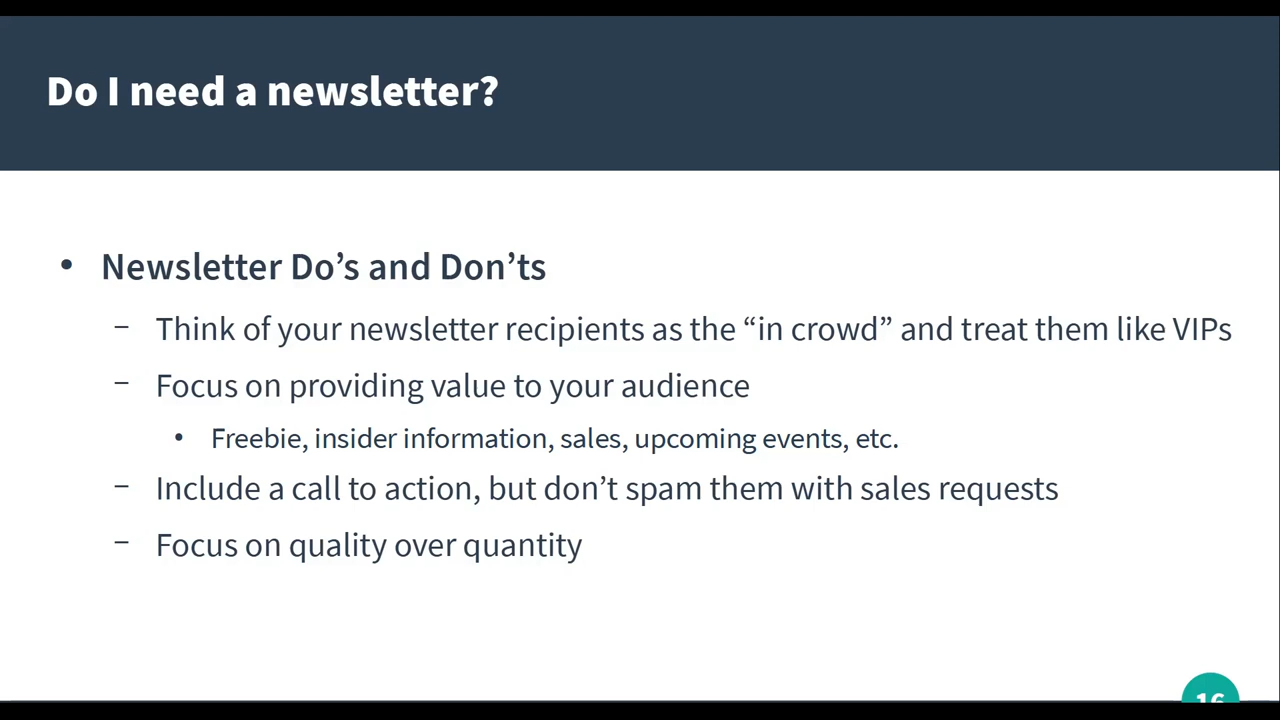 Do I need a newsletter?
• Newsletter Do’s and Don’ts
– Think of your newsletter recipients as the “in crowd” and treat them like VIPs
– Focus on providing value to your audience
• Freebie, insider information, sales, upcoming events, etc.
– Include a call to action, but don’t spam them with sales requests
– Focus on quality over quantity
16